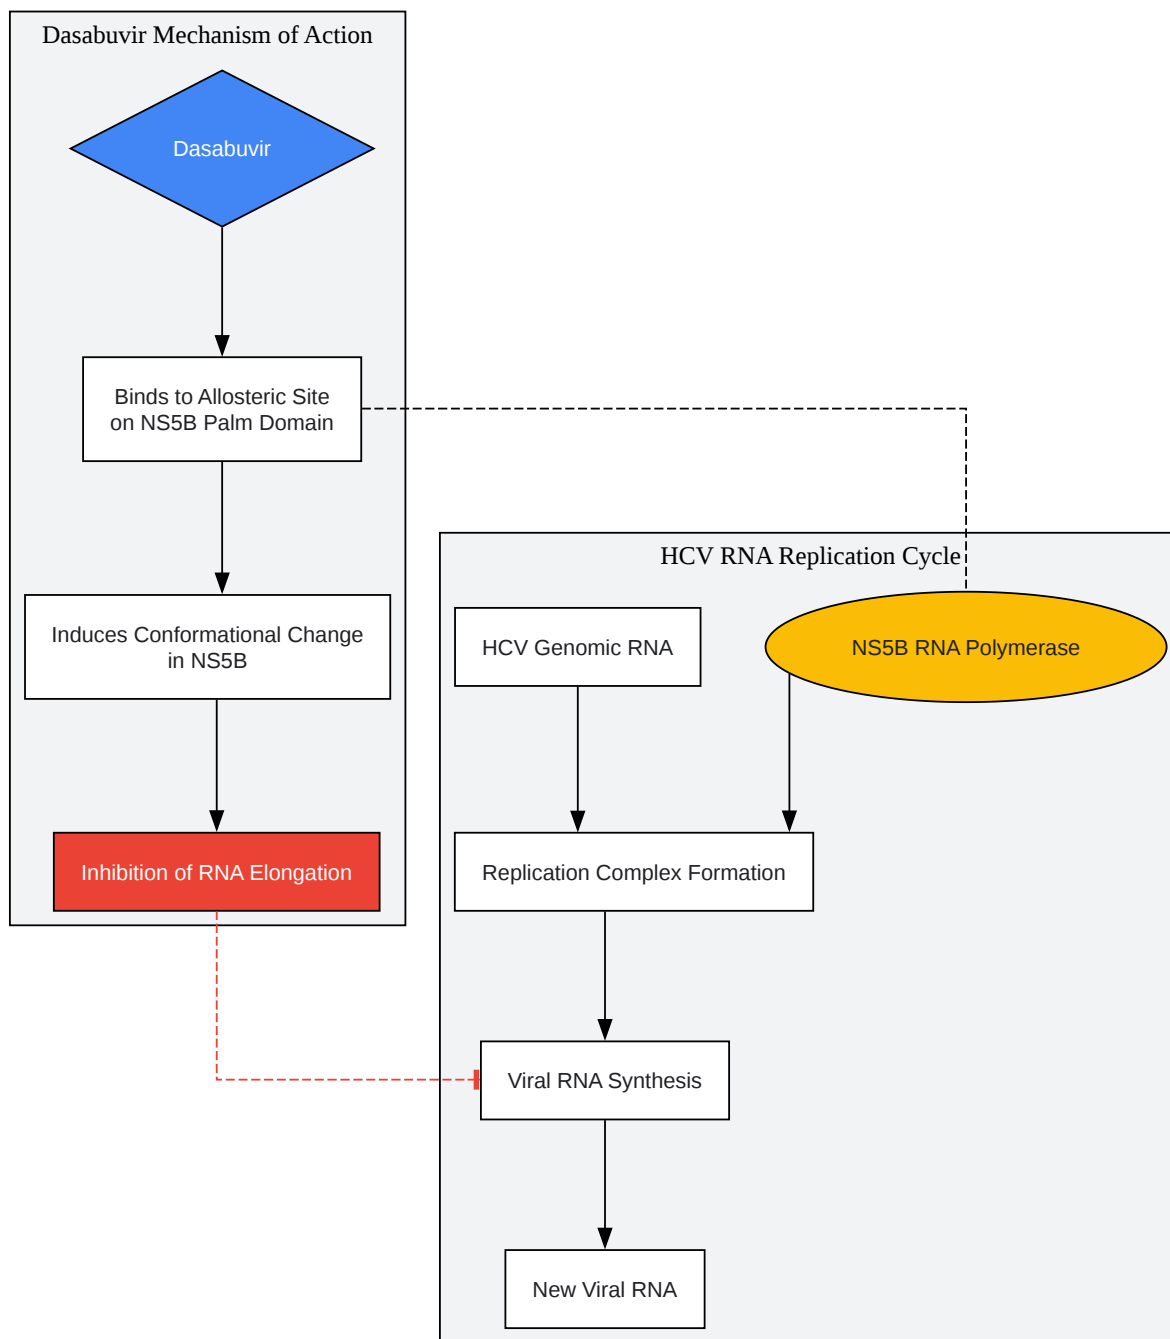 Dasabuvir Mechanism of Action
Dasabuvir
Binds to Allosteric Site
on NS5B Palm Domain
Induces Conformational Change
in NS5B
Inhibition of RNA Elongation
HCV RNA Replication Cycle
HCV Genomic RNA
NS5B RNA Polymerase
Replication Complex Formation
Viral RNA Synthesis
New Viral RNA